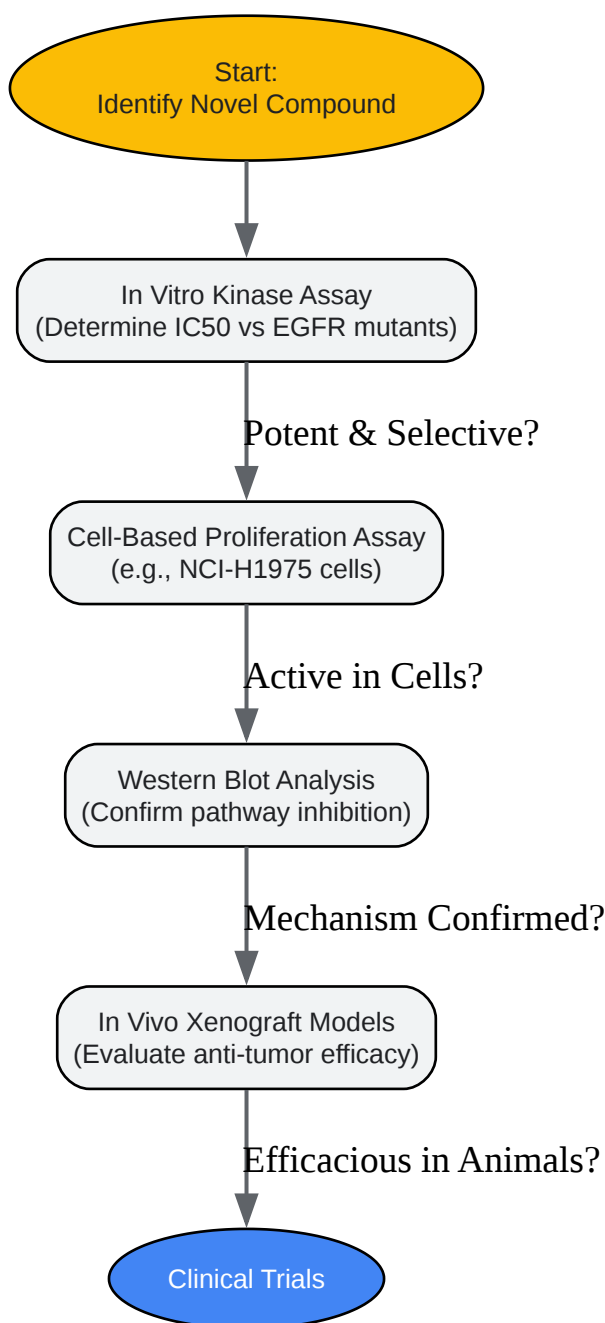 Start:
Identify Novel Compound
In Vitro Kinase Assay
(Determine IC50 vs EGFR mutants)
Potent & Selective?
Cell-Based Proliferation Assay
(e.g., NCI-H1975 cells)
Active in Cells?
Western Blot Analysis
(Confirm pathway inhibition)
Mechanism Confirmed?
In Vivo Xenograft Models
(Evaluate anti-tumor efficacy)
Efficacious in Animals?
Clinical Trials